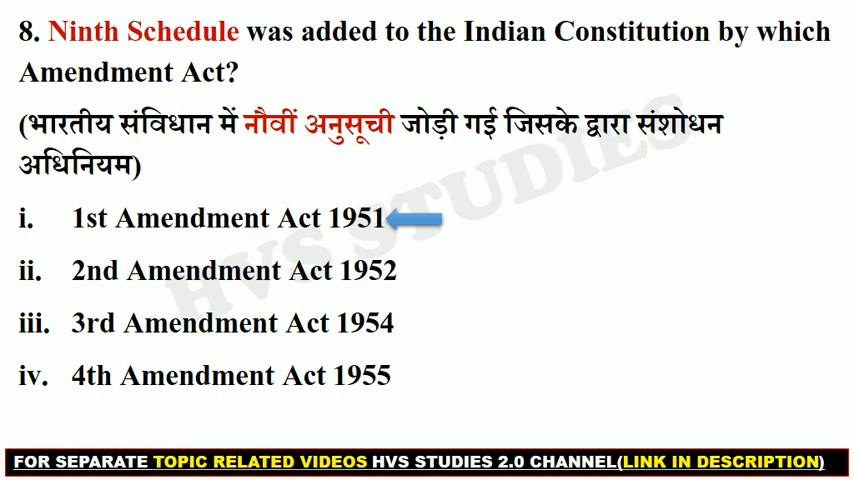 8. Ninth Schedule was added to the Indian Constitution by which
Amendment Act?
(भारतीय संविधान में नौवीं अनुसूची जोड़ी गई जिसके द्वारा संशोधन
अधिनियम)
i. 1st Amendment Act 1951
ii. 2nd Amendment Act 1952
iii. 3rd Amendment Act 1954
iv. 4th Amendment Act 1955
HVS STUDIES
FOR SEPARATE TOPIC RELATED VIDEOS HVS STUDIES 2.0 CHANNEL(LINK IN DESCRIPTION)